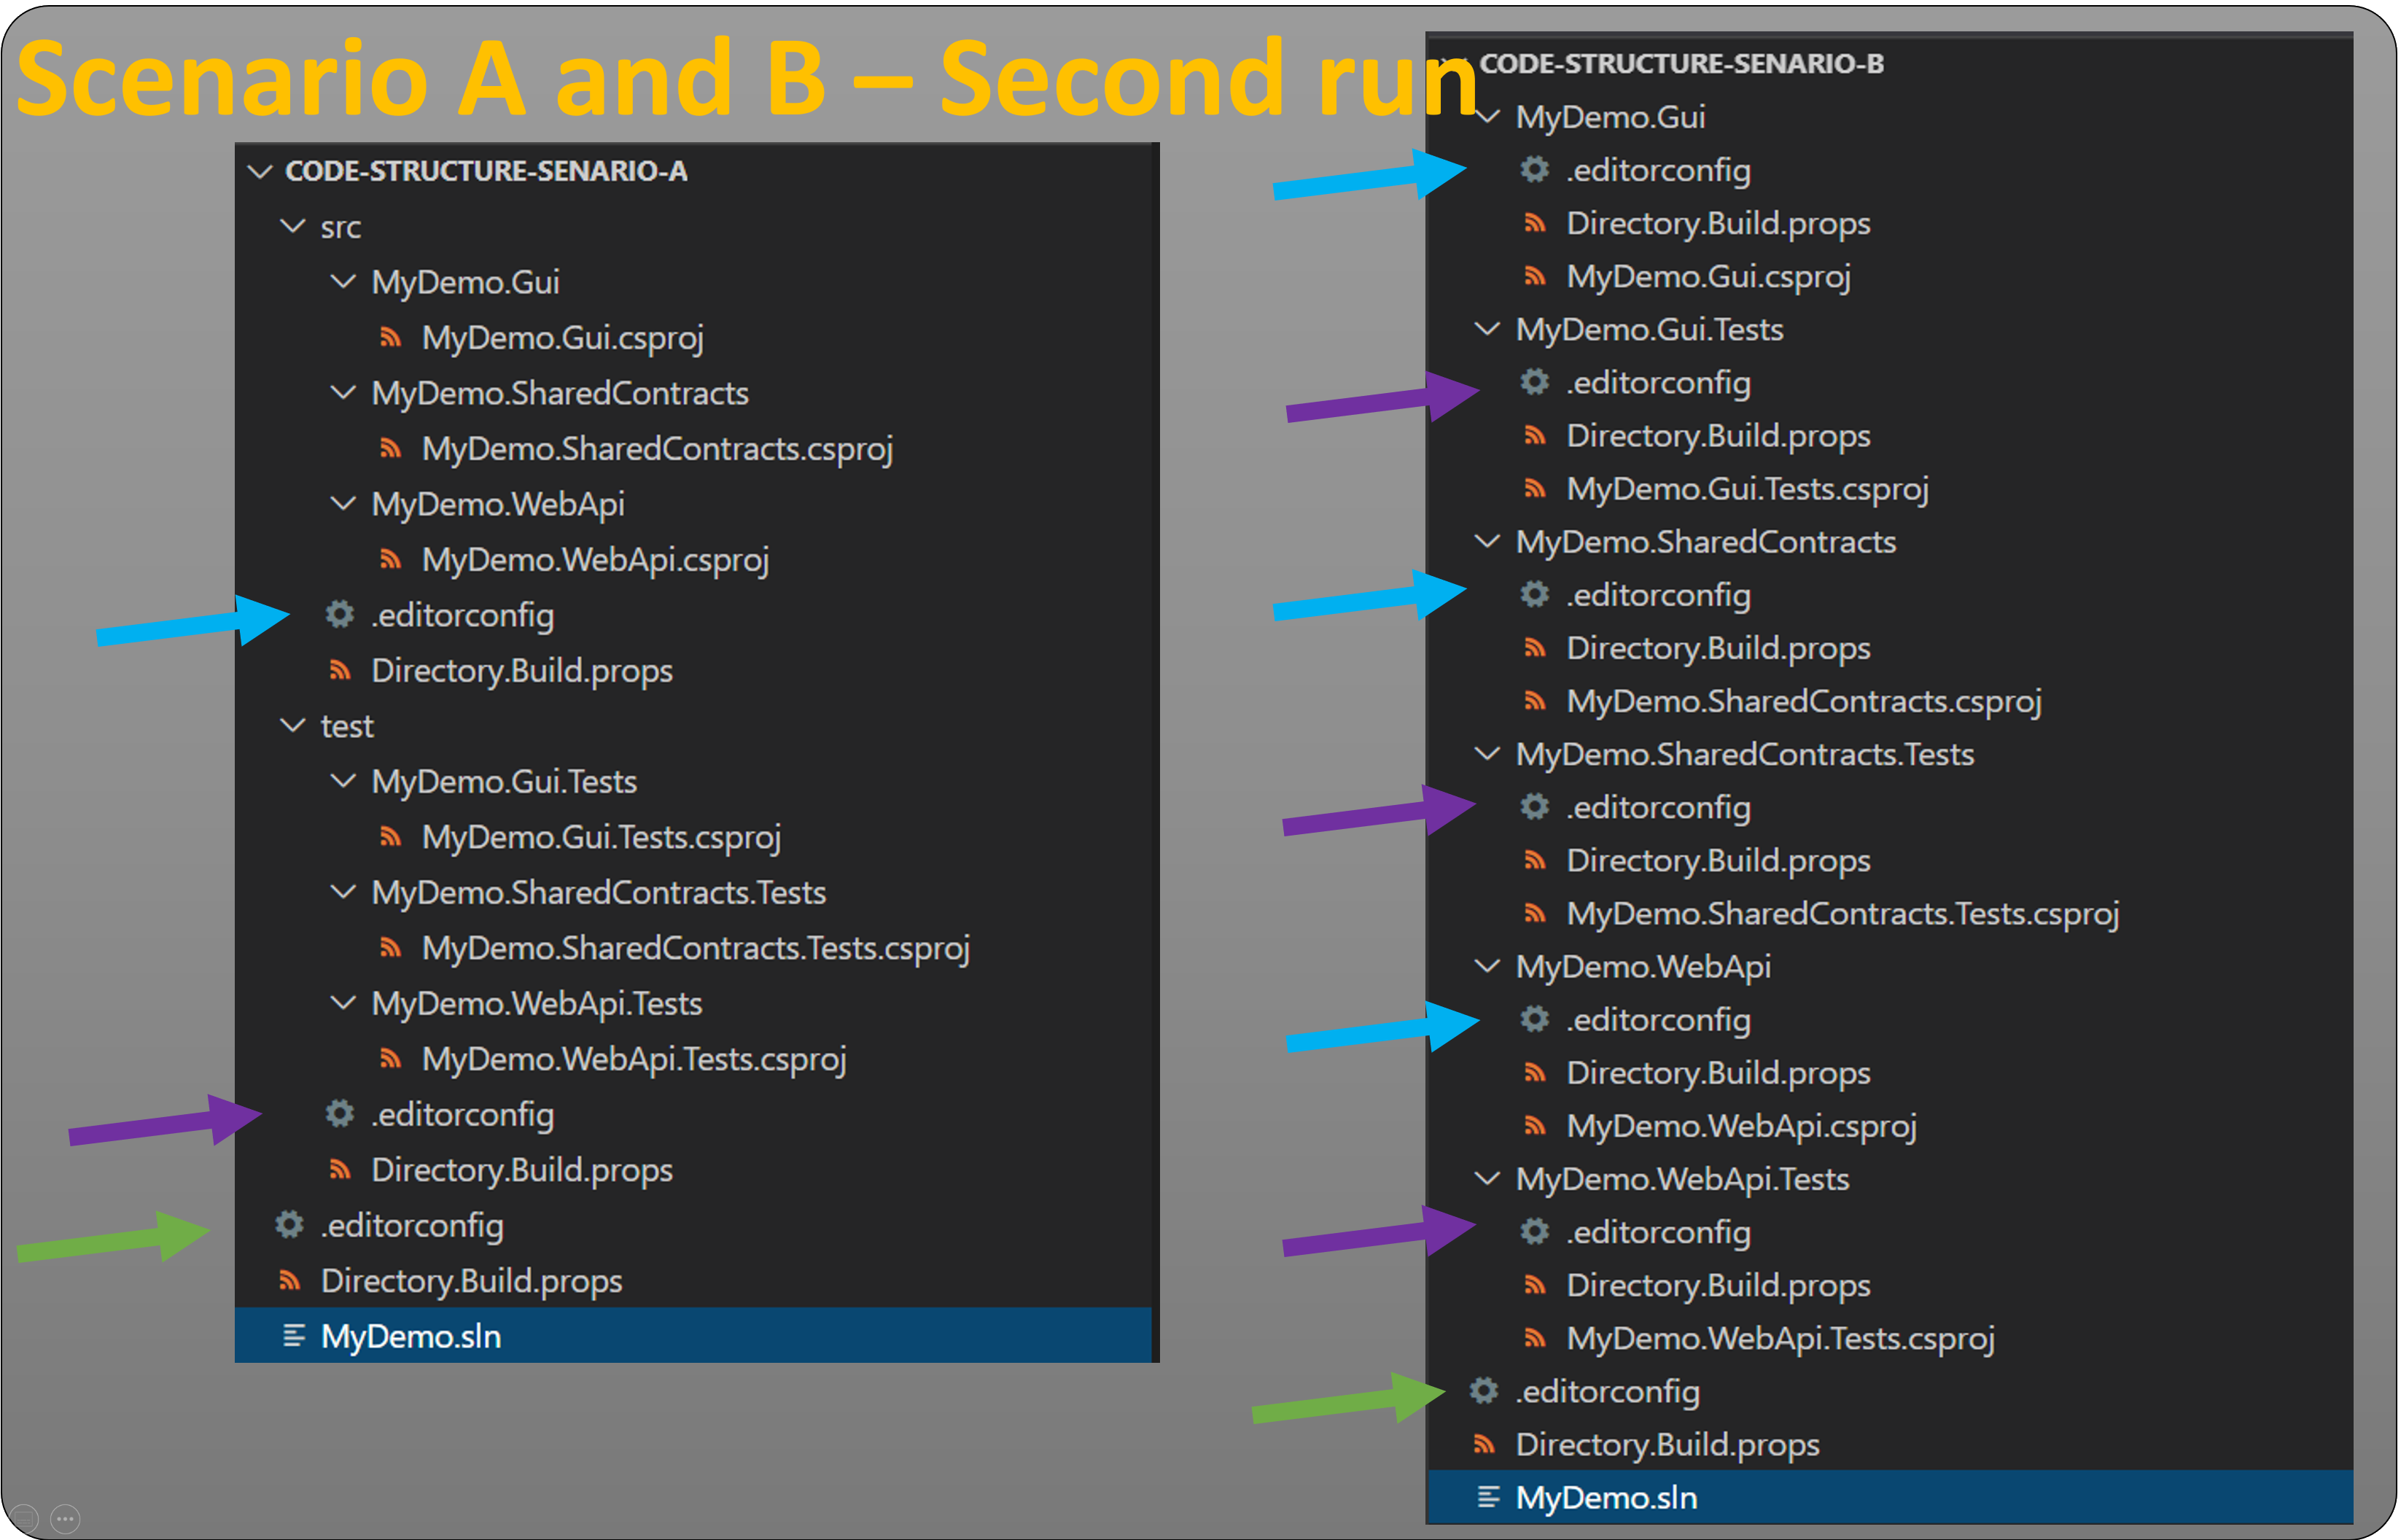 Scenario A and B – Second run
CODE-STRUCTURE-SENARIO-A
src
MyDemo.Gui
MyDemo.Gui.csproj
MyDemo.SharedContracts
MyDemo.SharedContracts.csproj
MyDemo.WebApi
MyDemo.WebApi.csproj
.editorconfig
Directory.Build.props
test
MyDemo.Gui.Tests
MyDemo.Gui.Tests.csproj
MyDemo.SharedContracts.Tests
MyDemo.SharedContracts.Tests.csproj
MyDemo.WebApi.Tests
MyDemo.WebApi.Tests.csproj
.editorconfig
Directory.Build.props
.editorconfig
Directory.Build.props
MyDemo.sln
CODE-STRUCTURE-SENARIO-B
MyDemo.Gui
.editorconfig
Directory.Build.props
MyDemo.Gui.csproj
MyDemo.Gui.Tests
.editorconfig
Directory.Build.props
MyDemo.Gui.Tests.csproj
MyDemo.SharedContracts
.editorconfig
Directory.Build.props
MyDemo.SharedContracts.csproj
MyDemo.SharedContracts.Tests
.editorconfig
Directory.Build.props
MyDemo.SharedContracts.Tests.csproj
MyDemo.WebApi
.editorconfig
Directory.Build.props
MyDemo.WebApi.csproj
MyDemo.WebApi.Tests
.editorconfig
Directory.Build.props
MyDemo.WebApi.Tests.csproj
.editorconfig
Directory.Build.props
MyDemo.sln